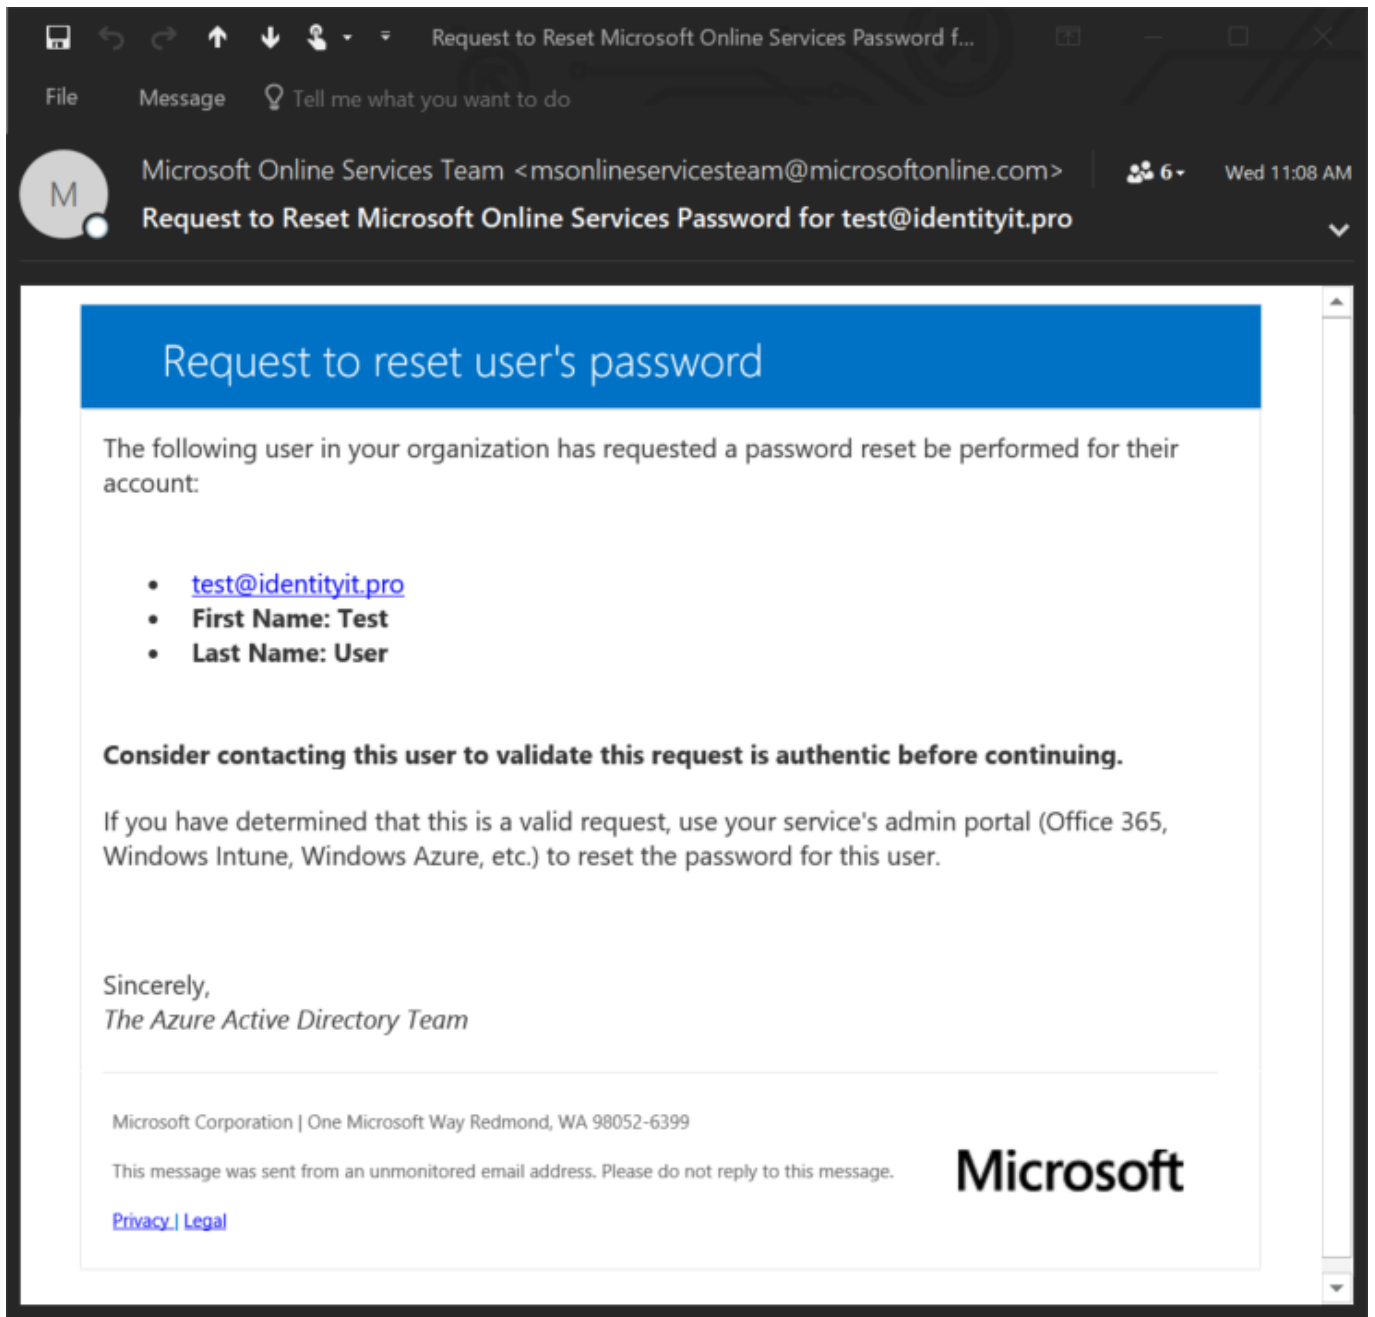 Request to Reset Microsoft Online Services Password f...
File Message Tell me what you want to do
M
Microsoft Online Services Team <msonlineservicesteam@microsoftonline.com> 6 Wed 11:08 AM
Request to Reset Microsoft Online Services Password for test@identityit.pro
Request to reset user's password
The following user in your organization has requested a password reset be performed for their
account:
• test@identityit.pro
• First Name: Test
• Last Name: User
Consider contacting this user to validate this request is authentic before continuing.
If you have determined that this is a valid request, use your service's admin portal (Office 365,
Windows Intune, Windows Azure, etc.) to reset the password for this user.
Sincerely,
The Azure Active Directory Team
Microsoft Corporation | One Microsoft Way Redmond, WA 98052-6399
This message was sent from an unmonitored email address. Please do not reply to this message.
Microsoft
Privacy | Legal